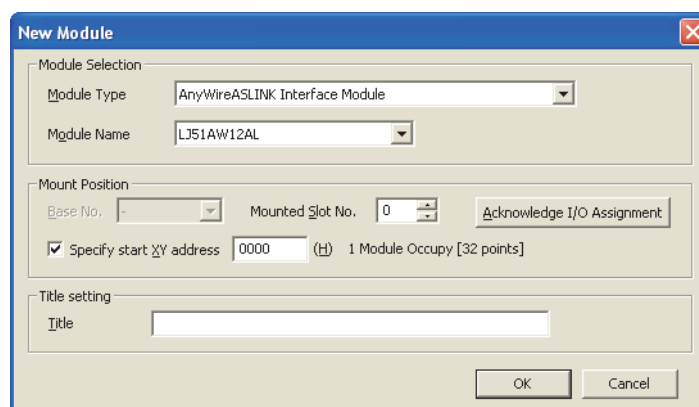 New Module
Module Selection
Module Type AnyWireASLINK Interface Module
Module Name LJ51AW12AL
Mount Position
Base No. - Mounted Slot No. 0 Acknowledge I/O Assignment
Specify start XY address 0000 (H) 1 Module Occupy [32 points]
Title setting
Title
OK Cancel